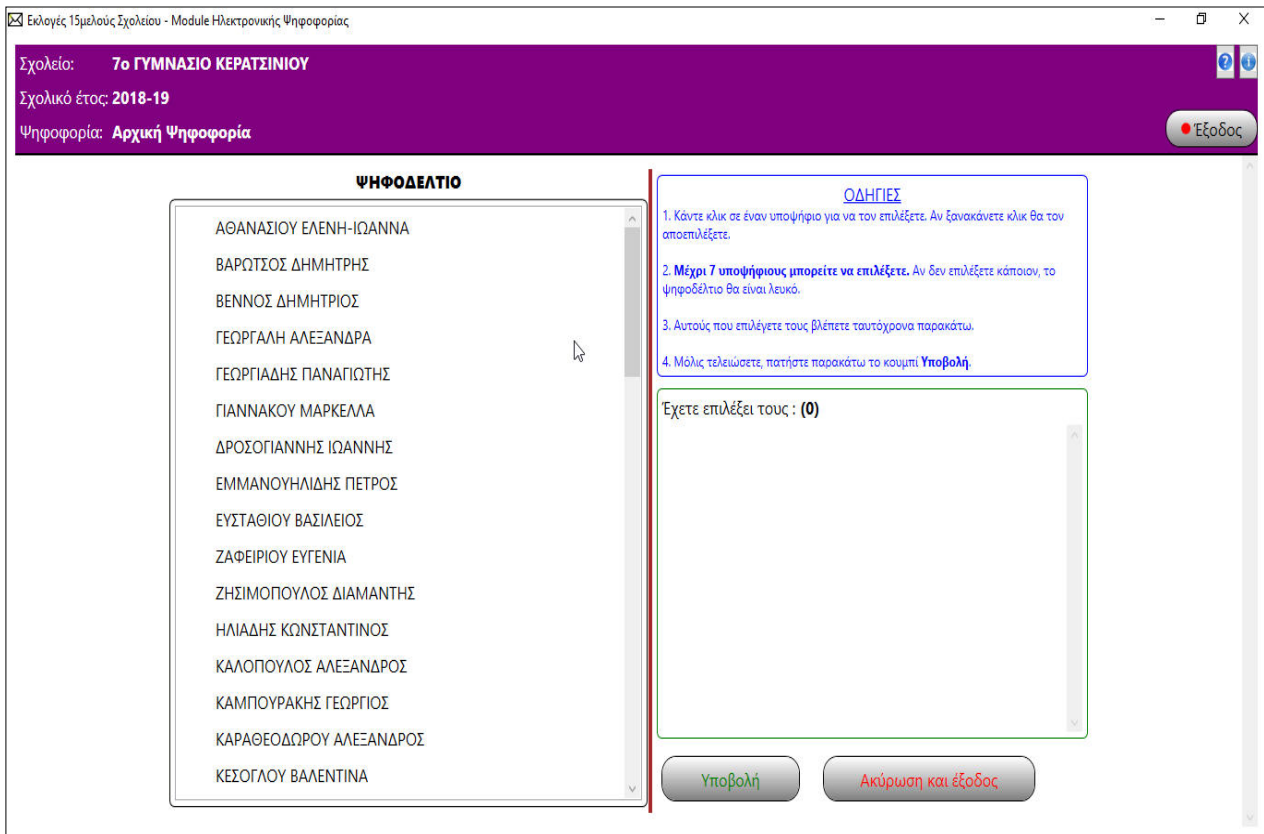 Εκλογές 15μελούς Σχολείου - Module Ηλεκτρονικής Ψηφοφορίας
Σχολείο: 7ο ΓΥΜΝΑΣΙΟ ΚΕΡΑΤΣΙΝΙΟΥ
Σχολικό έτος: 2018-19
Ψηφοφορία: Αρχική Ψηφοφορία
Έξοδος
ΨΗΦΟΔΕΛΤΙΟ
ΑΘΑΝΑΣΙΟΥ ΕΛΕΝΗ-ΙΩΑΝΝΑ
ΒΑΡΩΤΣΟΣ ΔΗΜΗΤΡΗΣ
ΒΕΝΝΟΣ ΔΗΜΗΤΡΙΟΣ
ΓΕΩΡΓΑΛΗ ΑΛΕΞΑΝΔΡΑ
ΓΕΩΡΓΙΑΔΗΣ ΠΑΝΑΓΙΩΤΗΣ
ΓΙΑΝΝΑΚΟΥ ΜΑΡΚΕΛΛΑ
ΔΡΟΣΟΓΙΑΝΝΗΣ ΙΩΑΝΝΗΣ
ΕΜΜΑΝΟΥΗΛΙΔΗΣ ΠΕΤΡΟΣ
ΕΥΣΤΑΘΙΟΥ ΒΑΣΙΛΕΙΟΣ
ΖΑΦΕΙΡΙΟΥ ΕΥΓΕΝΙΑ
ΖΗΣΙΜΟΠΟΥΛΟΣ ΔΙΑΜΑΝΤΗΣ
ΗΛΙΑΔΗΣ ΚΩΝΣΤΑΝΤΙΝΟΣ
ΚΑΛΟΠΟΥΛΟΣ ΑΛΕΞΑΝΔΡΟΣ
ΚΑΜΠΟΥΡΑΚΗΣ ΓΕΩΡΓΙΟΣ
ΚΑΡΑΘΕΟΔΩΡΟΥ ΑΛΕΞΑΝΔΡΟΣ
ΚΕΣΟΓΛΟΥ ΒΑΛΕΝΤΙΝΑ
ΟΔΗΓΙΕΣ
1. Κάντε κλικ σε έναν υποψήφιο για να τον επιλέξετε. Αν ξανακάνετε κλικ θα τον
αποεπιλέξετε.
2. Μέχρι 7 υποψήφιους μπορείτε να επιλέξετε. Αν δεν επιλέξετε κάποιον, το
ψηφοδέλτιο θα είναι λευκό.
3. Αυτούς που επιλέγετε τους βλέπετε ταυτόχρονα παρακάτω.
4. Μόλις τελειώσετε, πατήστε παρακάτω το κουμπί Υποβολή.
Έχετε επιλέξει τους : (0)
Υποβολή
Ακύρωση και έξοδος